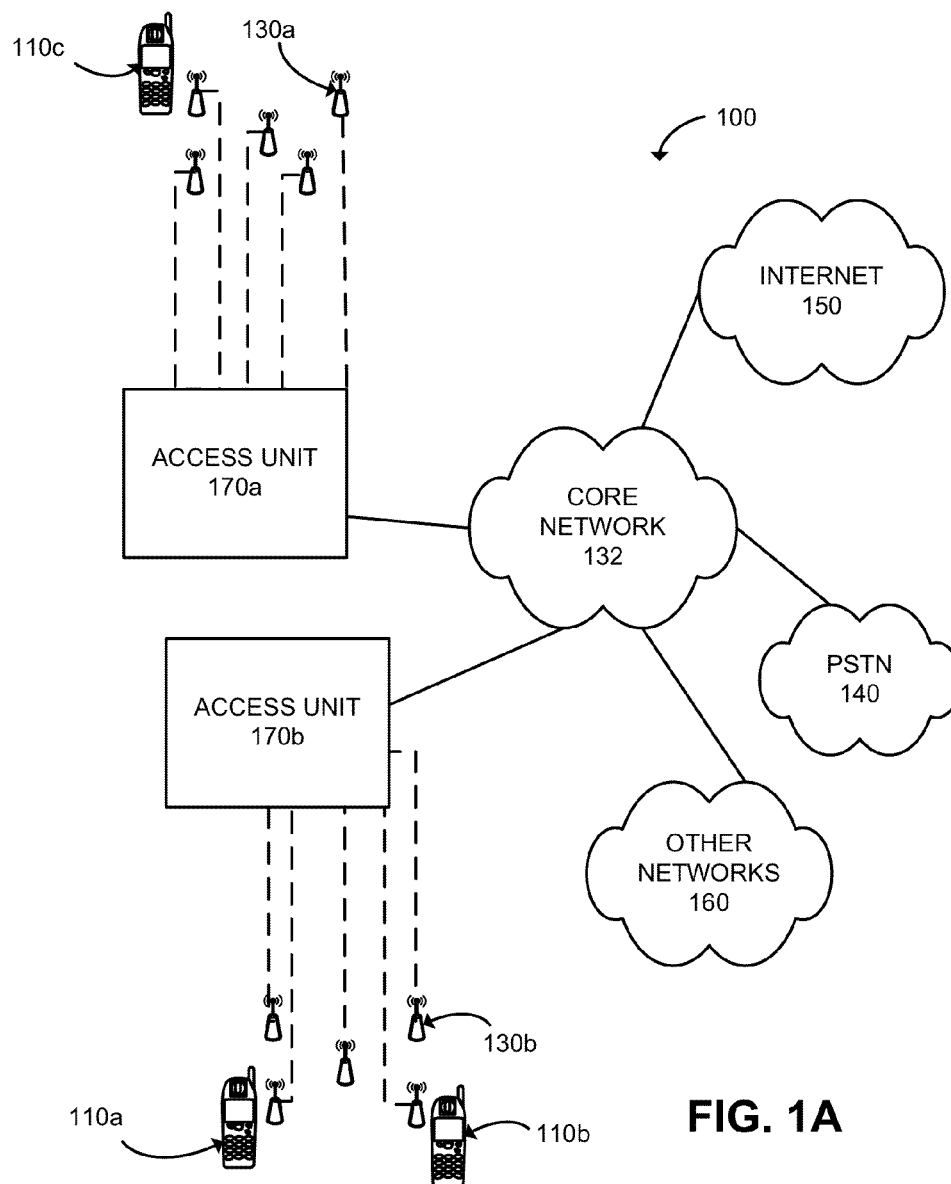 110c
130a
100
INTERNET
150
ACCESS UNIT
170a
CORE
NETWORK
132
PSTN
140
ACCESS UNIT
170b
OTHER
NETWORKS
160
130b
110a
110b
FIG. 1A